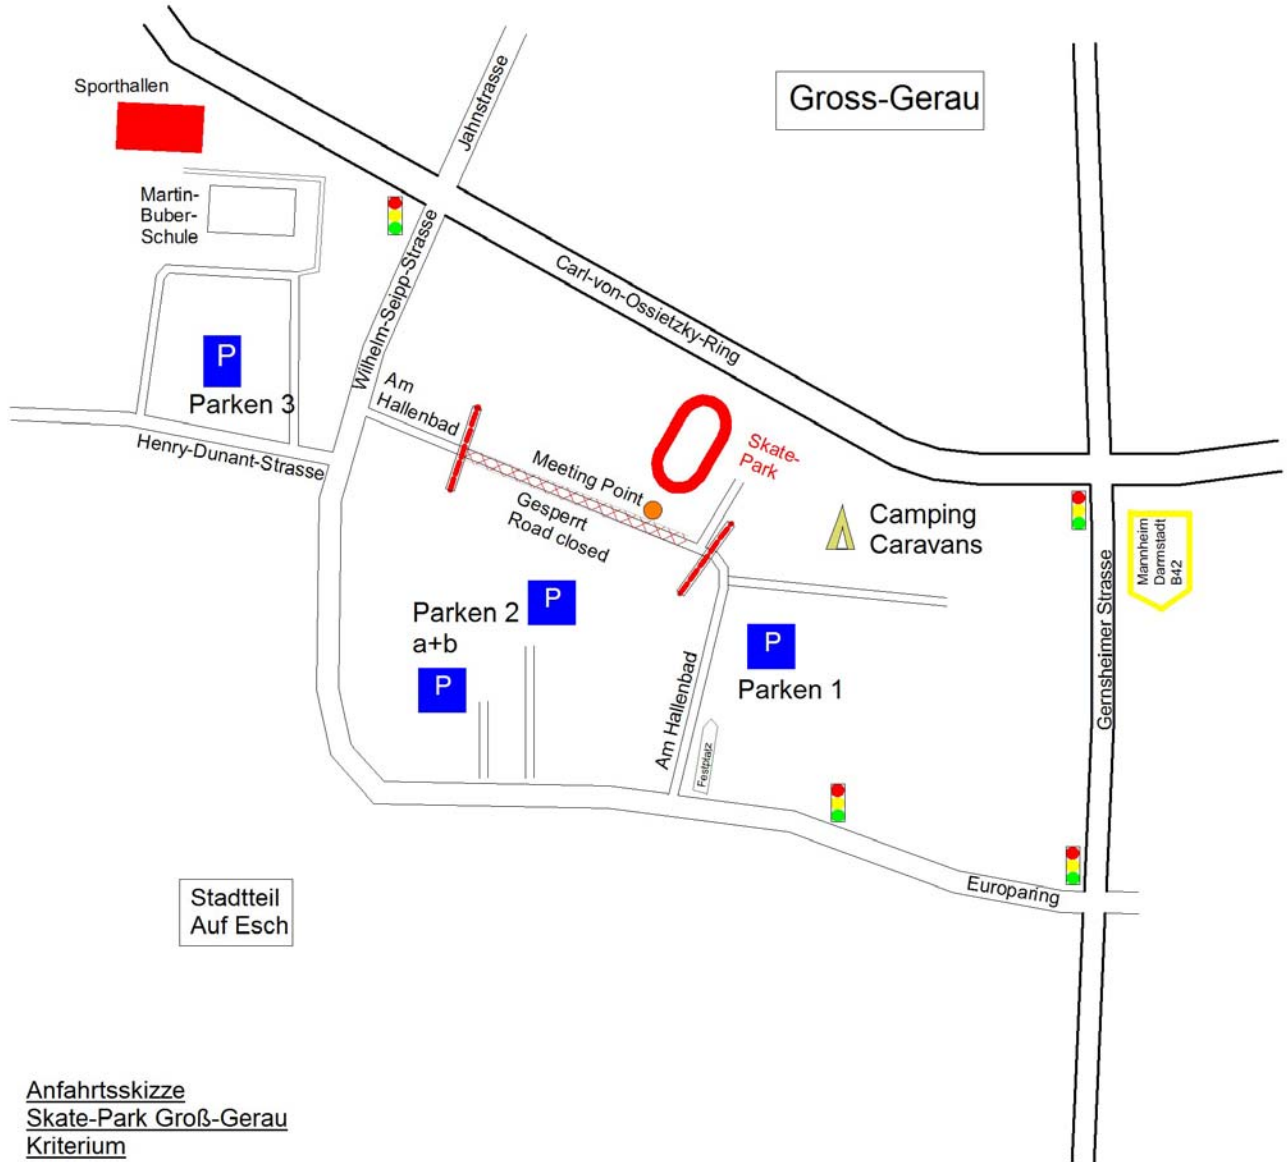 Sporthallen
Jahnstrasse
Gross-Gerau
Martin-
Buber-
Schule
Wilhelm-Seipp-Strasse
Carl-von-Ossietzky-Ring
P
Parken 3
Am
Hallenbad
Henry-Dunant-Strasse
Skate-
Park
Meeting Point
Gesperrt
Road closed
Camping
Caravans
Mannheim
Darmstadt
B42
Gernsheimer Strasse
Parken 2
a+b
P
P
P
Parken 1
Am Hallenbad
Festplatz
Europaring
Stadtteil
Auf Esch
Anfahrtsskizze
Skate-Park Groß-Gerau
Kriterium